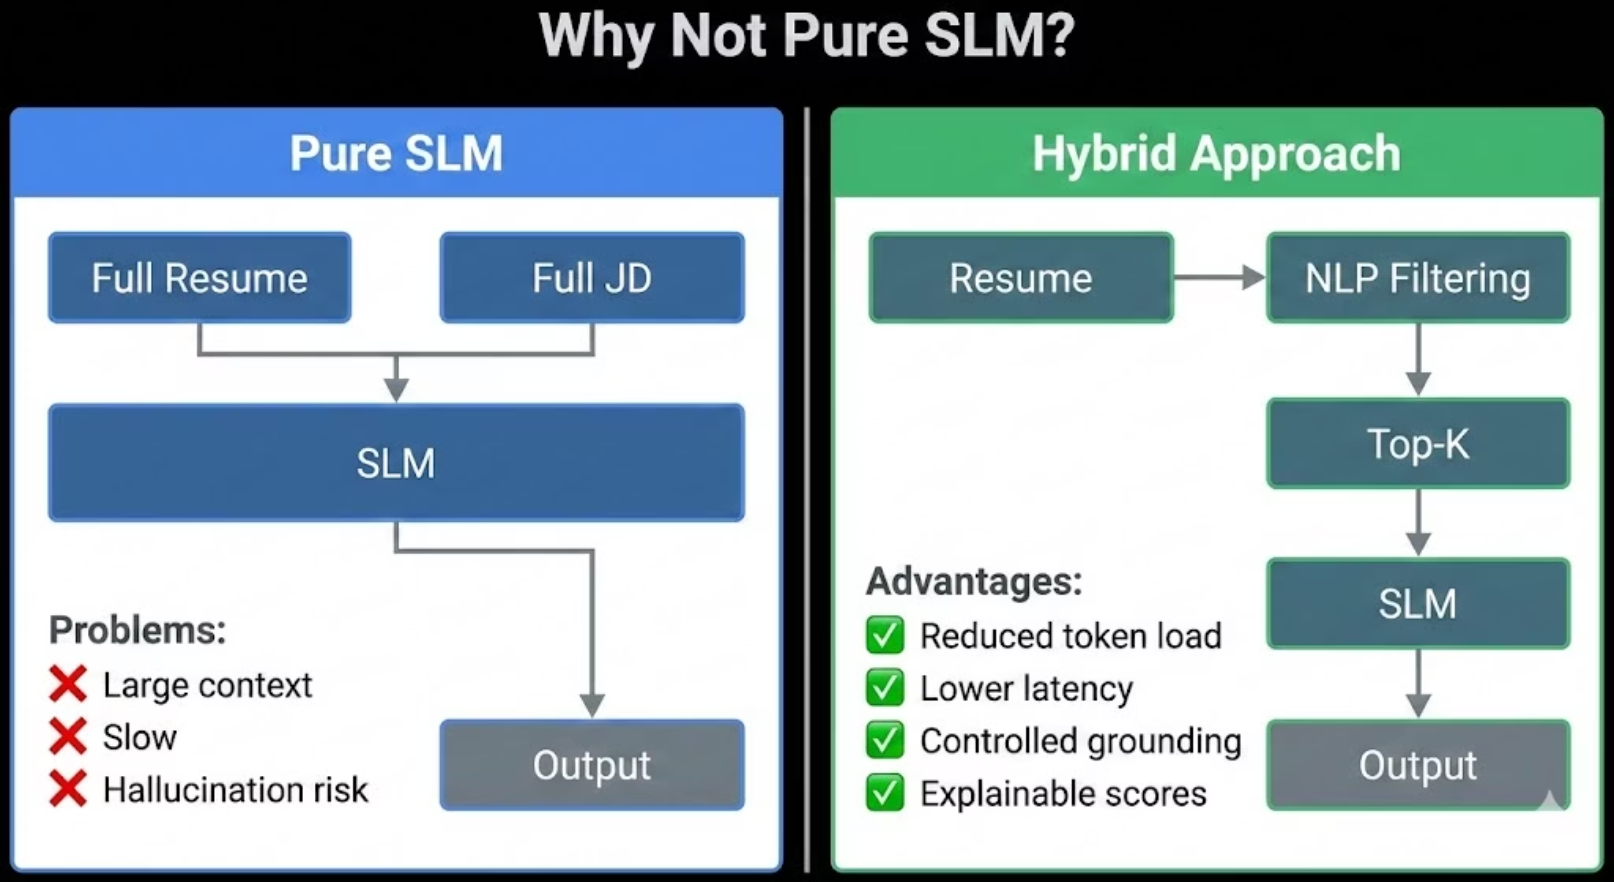 Why Not Pure SLM?
Pure SLM
Full Resume
Full JD
SLM
Problems:
❌ Large context
❌ Slow
❌ Hallucination risk
Output
Hybrid Approach
Resume
NLP Filtering
Top-K
SLM
Advantages:
✅ Reduced token load
✅ Lower latency
✅ Controlled grounding
✅ Explainable scores
Output